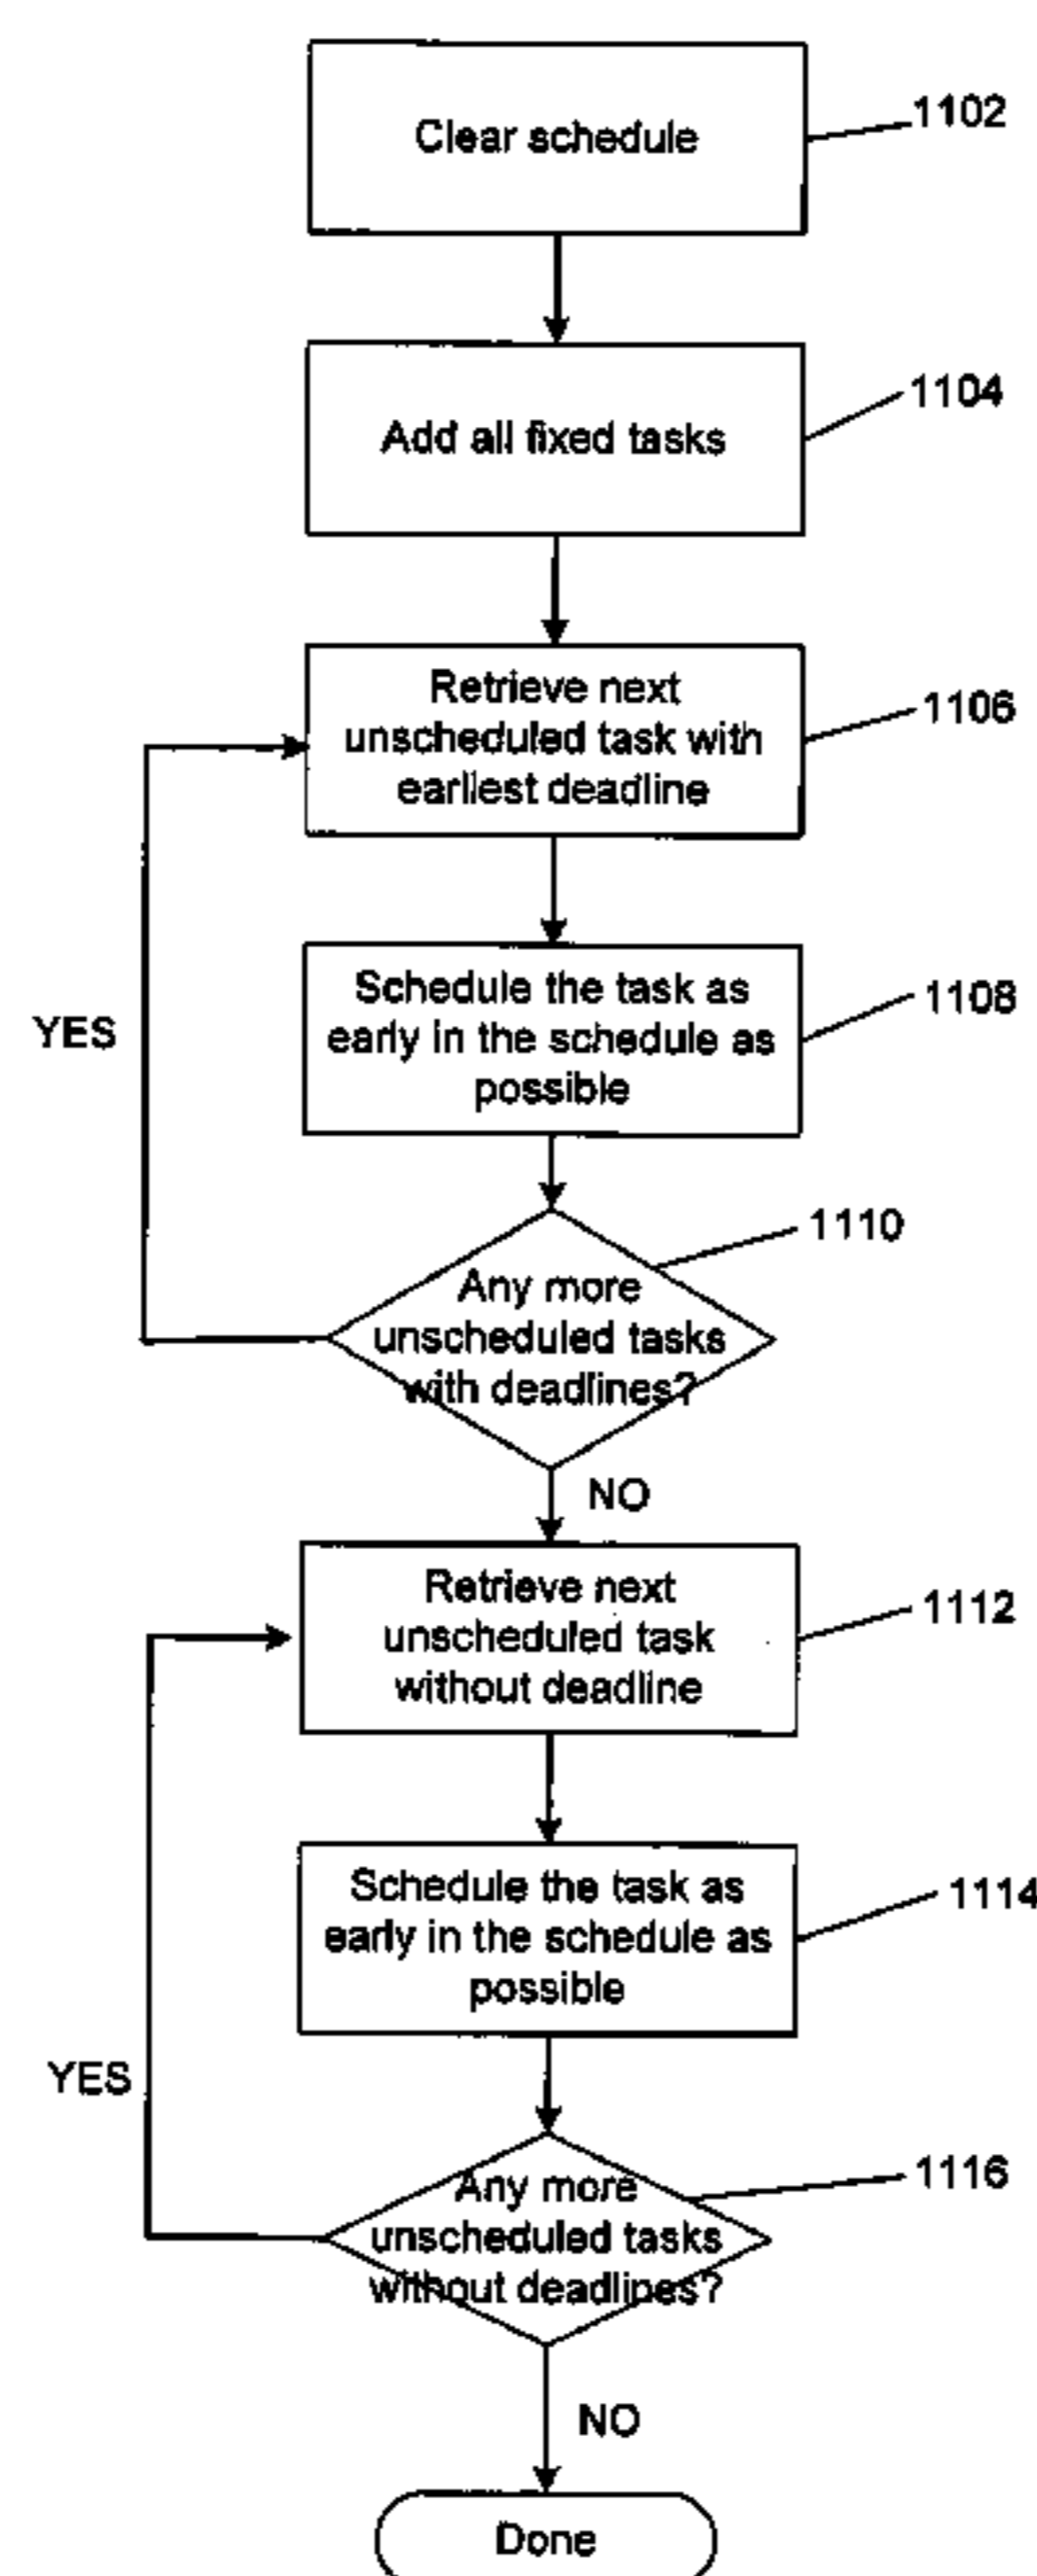 Clear schedule
1102
Add all fixed tasks
1104
Retrieve next
unscheduled task with
earliest deadline
1106
Schedule the task as
early in the schedule as
possible
1108
YES
Any more
unscheduled tasks
with deadlines?
1110
NO
Retrieve next
unscheduled task
without deadline
1112
Schedule the task as
early in the schedule as
possible
1114
YES
Any more
unscheduled tasks
without deadlines?
1116
NO
Done